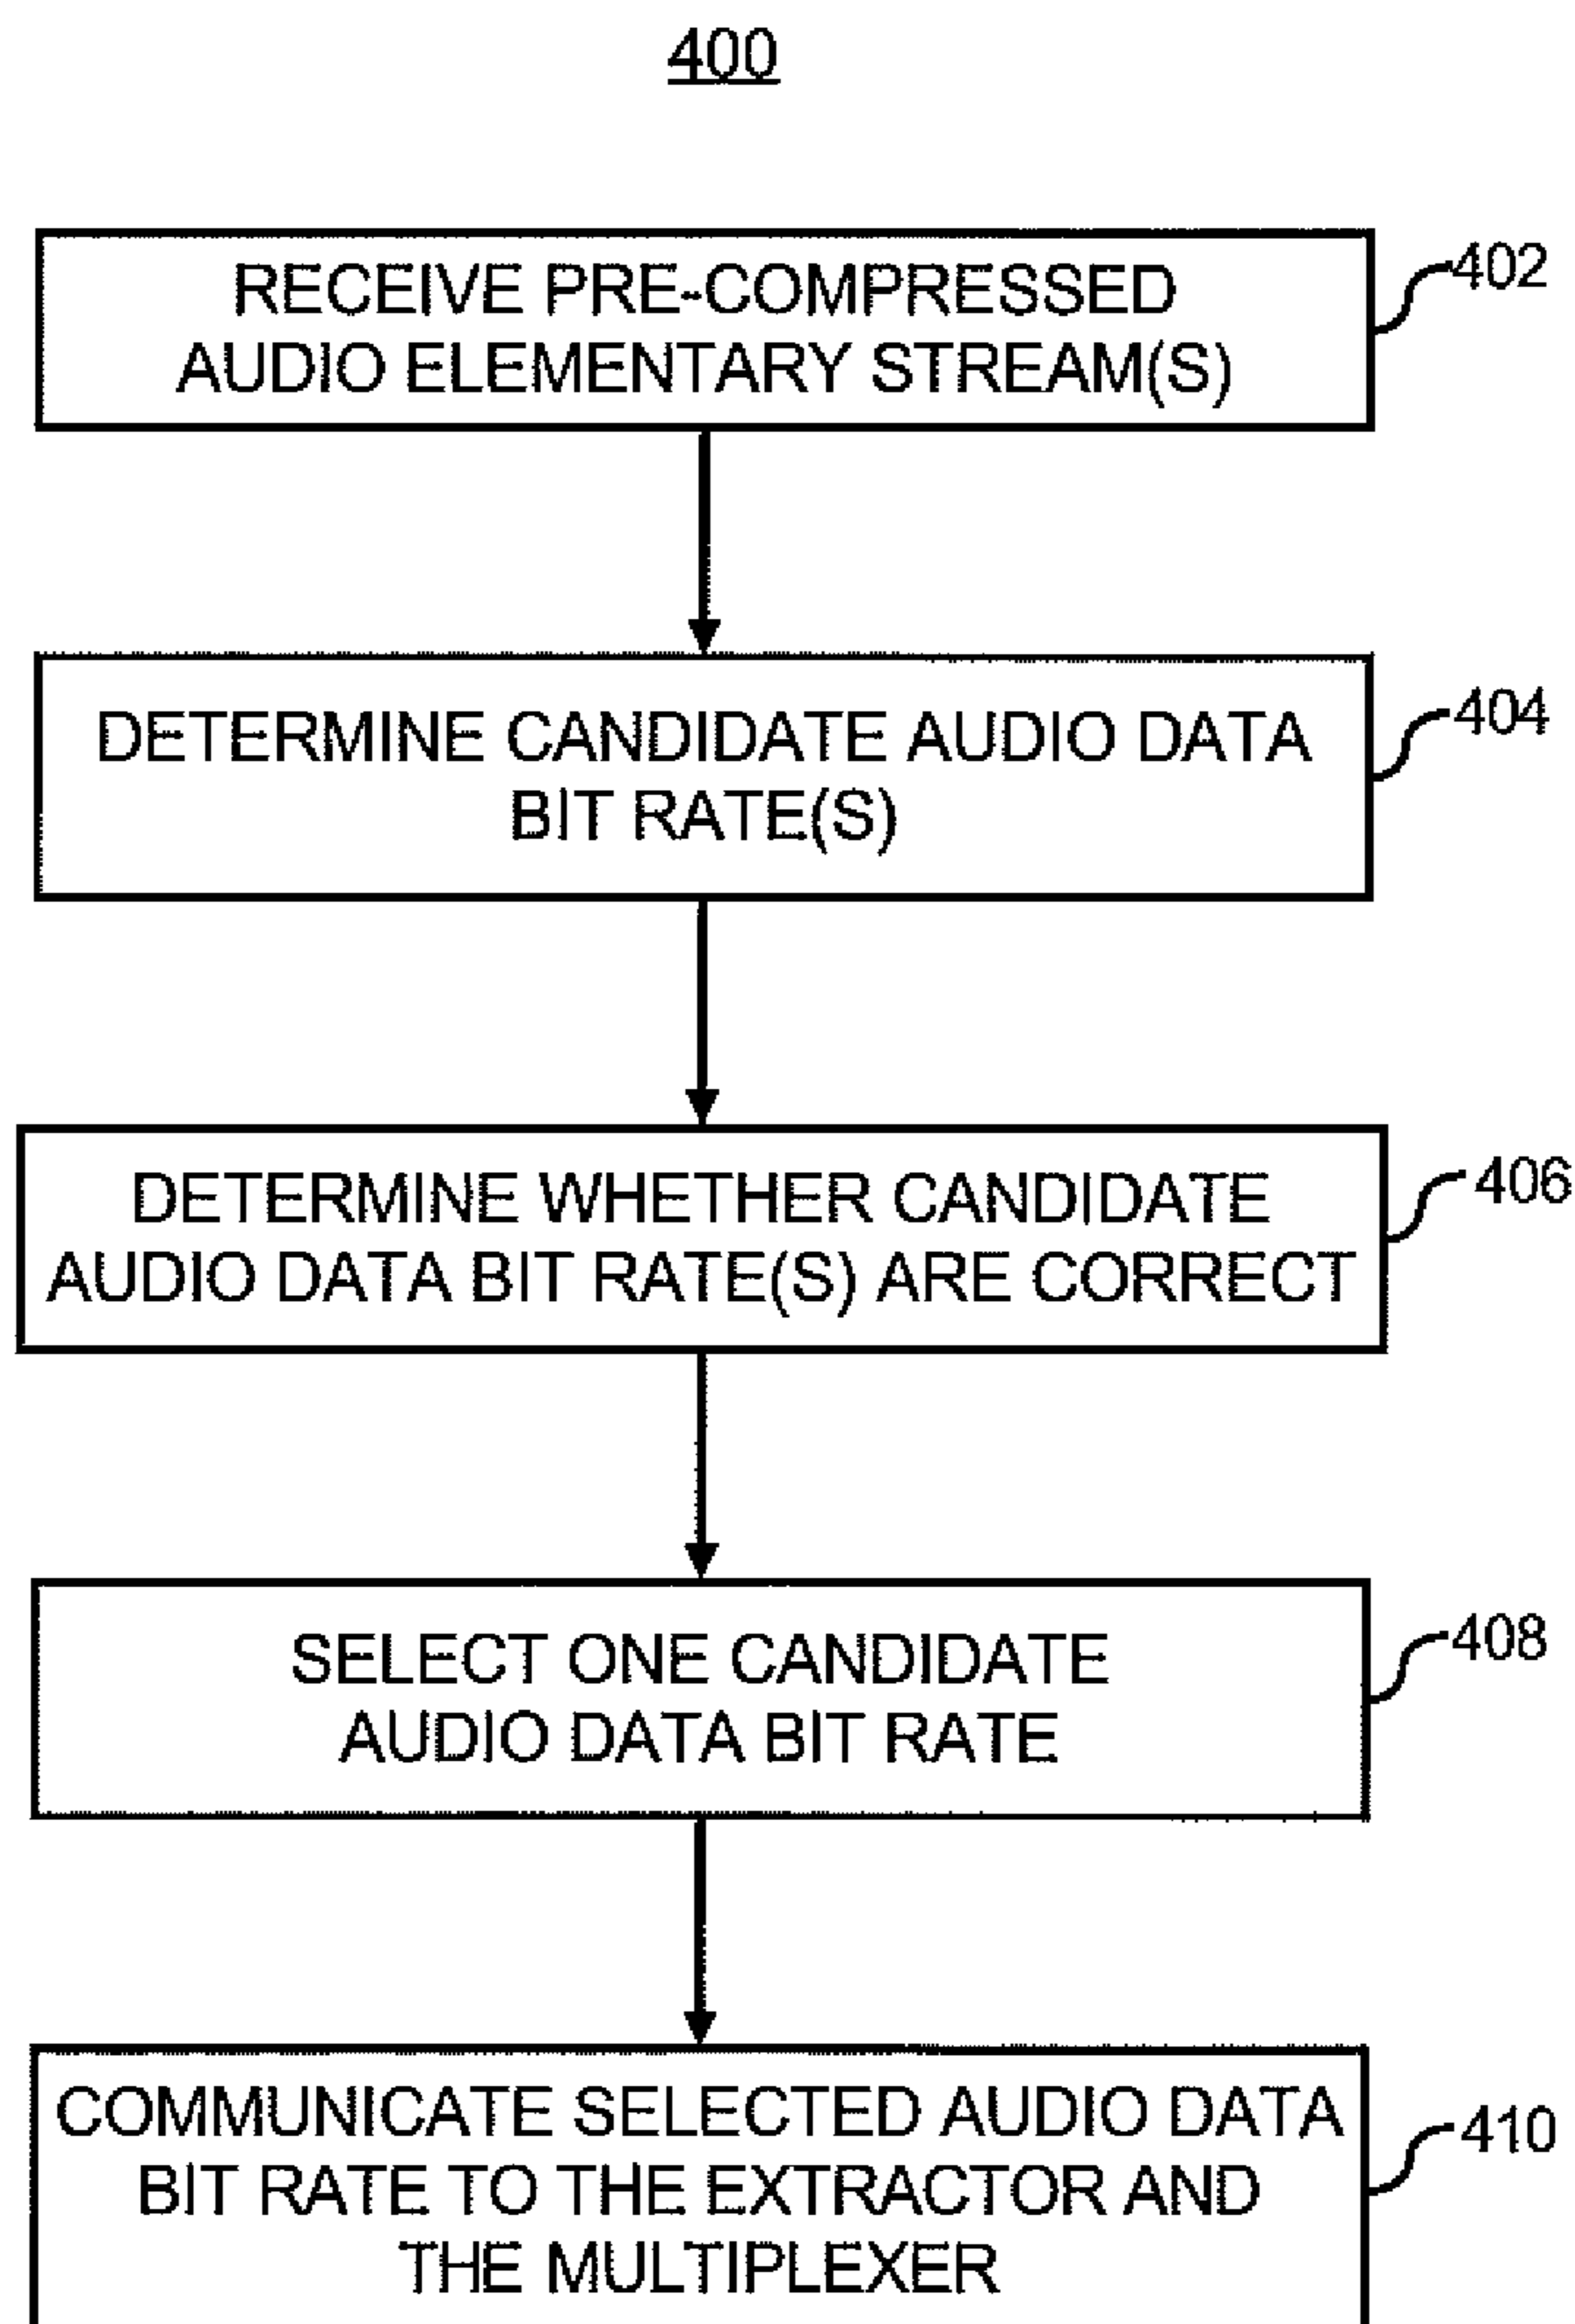 400
RECEIVE PRE-COMPRESSED
AUDIO ELEMENTARY STREAM(S)
402
DETERMINE CANDIDATE AUDIO DATA
BIT RATE(S)
404
DETERMINE WHETHER CANDIDATE
AUDIO DATA BIT RATE(S) ARE CORRECT
406
SELECT ONE CANDIDATE
AUDIO DATA BIT RATE
408
COMMUNICATE SELECTED AUDIO DATA
BIT RATE TO THE EXTRACTOR AND
THE MULTIPLEXER
410